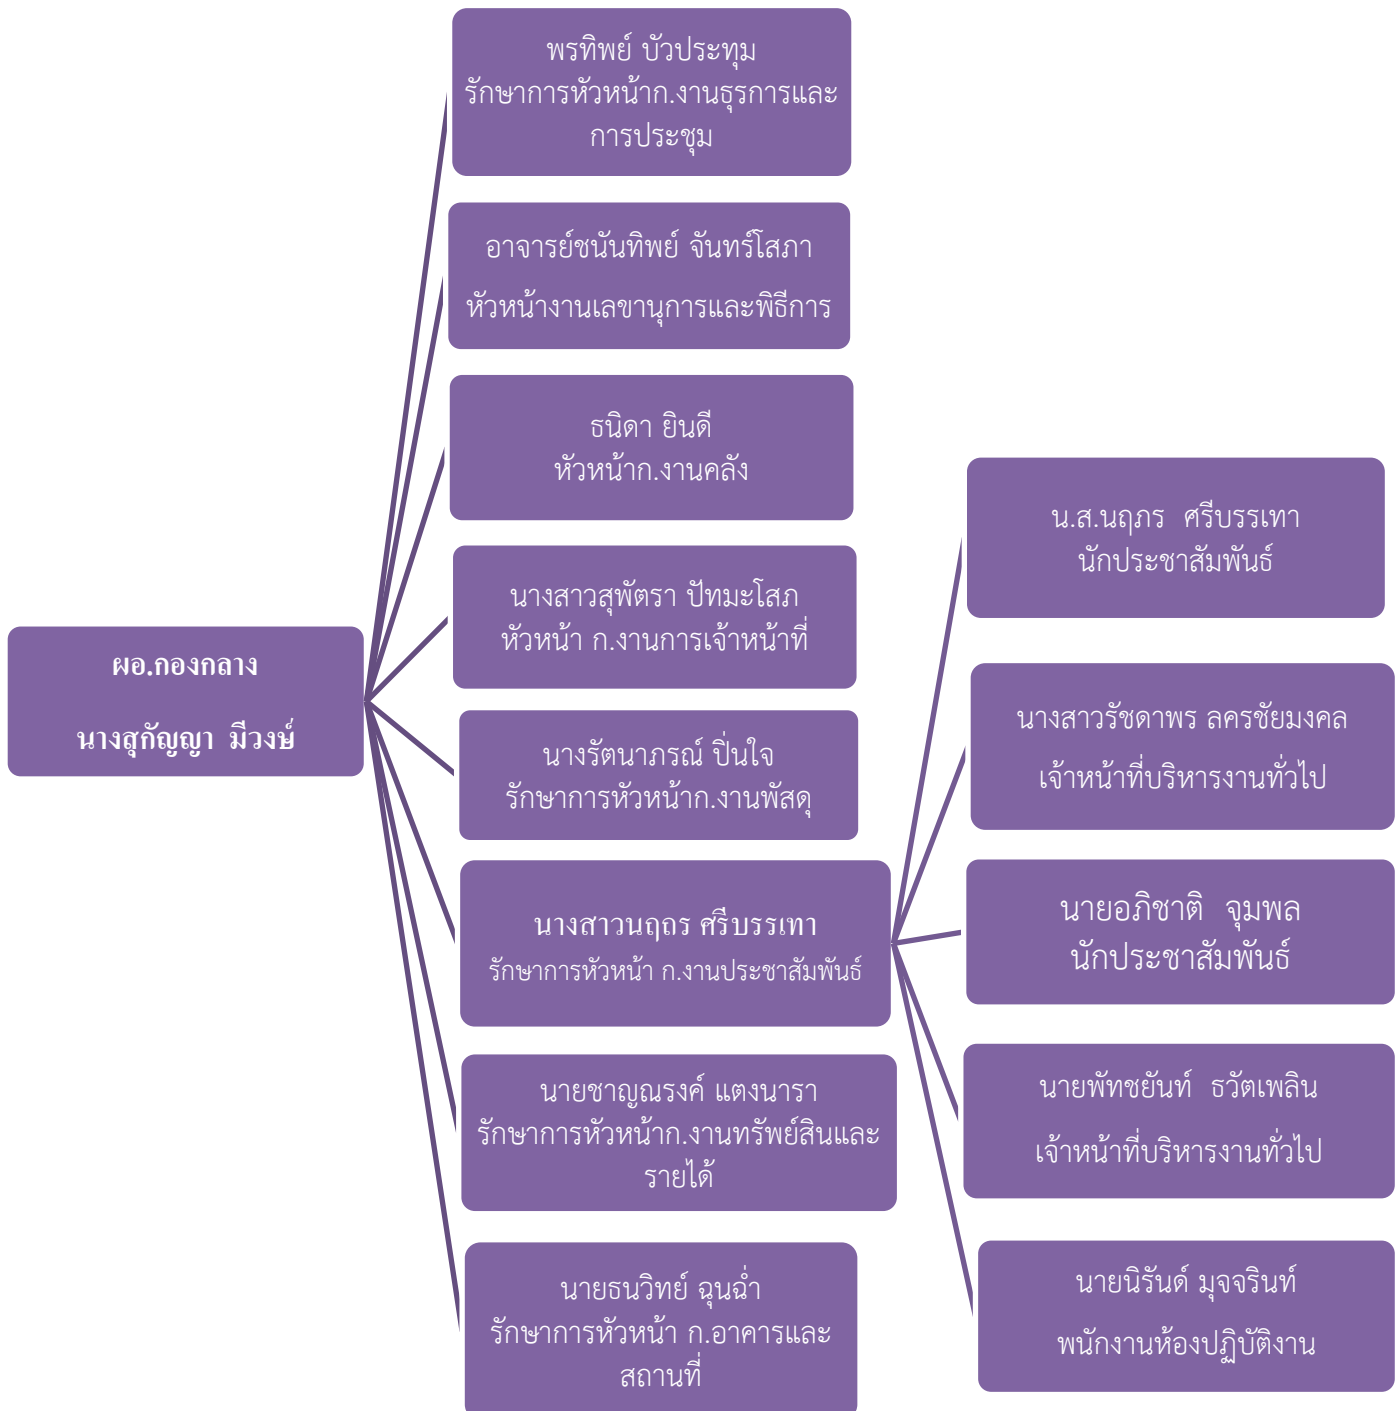 พรทิพย์ บัวประทุม
รักษาการหัวหน้าก.งานธุรการและ
การประชุม
อาจารย์ชนันทิพย์ จันทร์โสภา
หัวหน้างานเลขานุการและพิธีการ
ธนิดา ยินดี
หัวหน้าก.งานคลัง
นางสาวสุพัตรา ปัทมะโสภ
หัวหน้า ก.งานการเจ้าหน้าที่
ผอ.กองกลาง
นางสุกัญญา มีวงษ์
นางรัตนาภรณ์ ปิ่นใจ
รักษาการหัวหน้าก.งานพัสดุ
นางสาวนฤถร ศรีบรรเทา
รักษาการหัวหน้า ก.งานประชาสัมพันธ์
นายชาญณรงค์ แตงนารา
รักษาการหัวหน้าก.งานทรัพย์สินและ
รายได้
นายธนวิทย์ ฉุนฉ่ำ
รักษาการหัวหน้า ก.อาคารและ
สถานที่
น.ส.นฤภร ศรีบรรเทา
นักประชาสัมพันธ์
นางสาวรัชดาพร ลครชัยมงคล
เจ้าหน้าที่บริหารงานทั่วไป
นายอภิชาติ จุมพล
นักประชาสัมพันธ์
นายพัทชยันท์ ธวัตเพลิน
เจ้าหน้าที่บริหารงานทั่วไป
นายนิรันด์ มุจจรินท์
พนักงานห้องปฏิบัติงาน